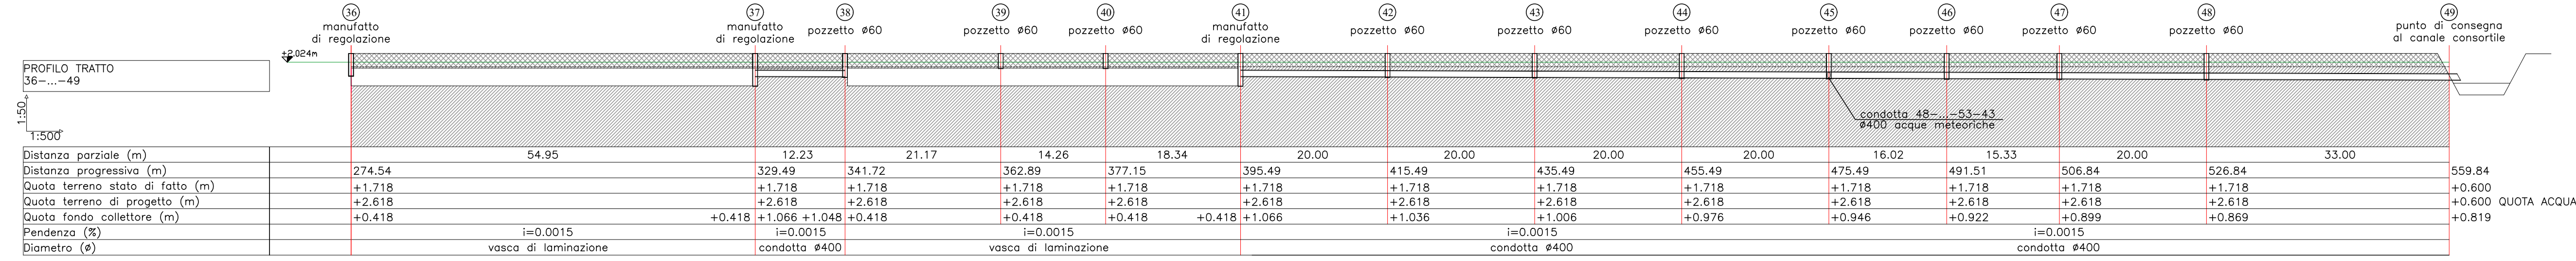 36 37 38 39 40 41 42 43 44 45 46 47 48 49
manufatto di regolazione
manufatto di regolazione
pozzetto Ø60
pozzetto Ø60
pozzetto Ø60
manufatto di regolazione
pozzetto Ø60
pozzetto Ø60
pozzetto Ø60
pozzetto Ø60
pozzetto Ø60
pozzetto Ø60
pozzetto Ø60
punto di consegna al canale consortile
+2.024m
PROFILO TRATTO
36-...-49
1:50
1:500
condotta 48-...-53-43
Ø400 acque meteoriche
Distanza parziale (m) 54.95 12.23 21.17 14.26 18.34 20.00 20.00 20.00 20.00 16.02 15.33 20.00 33.00
Distanza progressiva (m) 274.54 329.49 341.72 362.89 377.15 395.49 415.49 435.49 455.49 475.49 491.51 506.84 526.84 559.84
Quota terreno stato di fatto (m) +1.718 +1.718 +1.718 +1.718 +1.718 +1.718 +1.718 +1.718 +1.718 +1.718 +1.718 +1.718 +1.718 +0.600
Quota terreno di progetto (m) +2.618 +2.618 +2.618 +2.618 +2.618 +2.618 +2.618 +2.618 +2.618 +2.618 +2.618 +2.618 +2.618 +0.600 QUOTA ACQUA
Quota fondo collettore (m) +0.418 +0.418 +1.066 +1.048 +0.418 +0.418 +0.418 +0.418 +1.066 +1.036 +1.006 +0.976 +0.946 +0.922 +0.899 +0.869 +0.819
Pendenza (%) i=0.0015 i=0.0015 i=0.0015 i=0.0015 i=0.0015
Diametro (ø) vasca di laminazione condotta Ø400 vasca di laminazione condotta Ø400 condotta Ø400